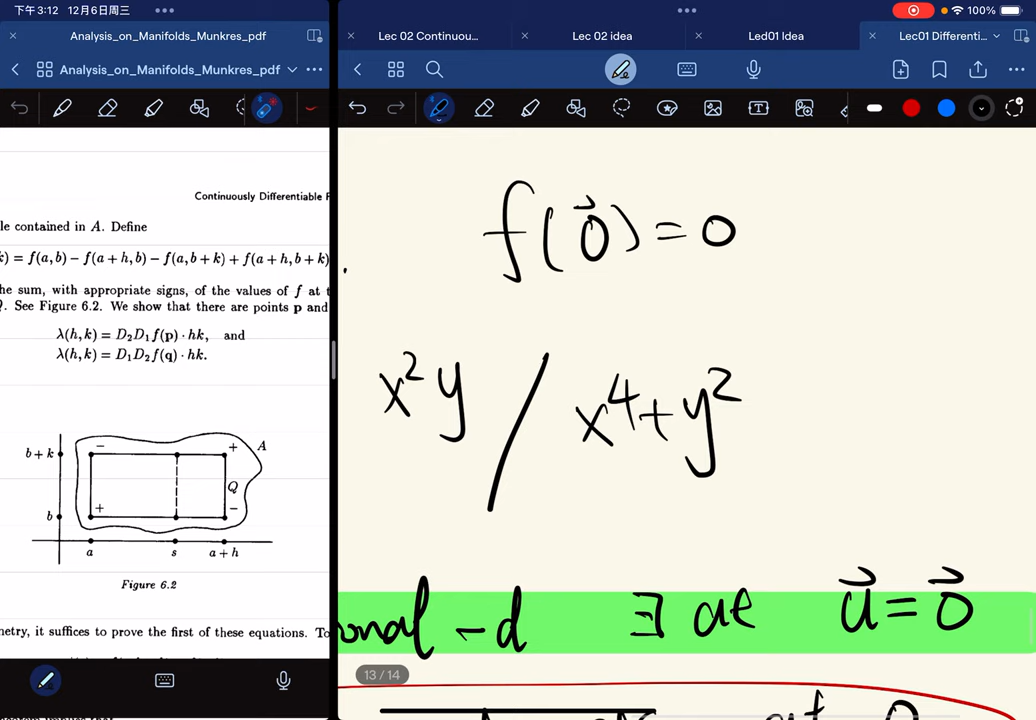 下午3:12 12月6日周三
100%
Analysis_on_Manifolds_Munkres_pdf
Lec 02 Continuou...
Lec 02 idea
Led01 Idea
Lec01 Differenti...
Analysis_on_Manifolds_Munkres_pdf
Continuously Differentiable F
le contained in A. Define
k) = f(a, b) − f(a + h, b) − f(a, b + k) + f(a + h, b + k)
he sum, with appropriate signs, of the values of f at t
Q. See Figure 6.2. We show that there are points p and
λ(h, k) = D₂D₁f(p) · hk, and
λ(h, k) = D₁D₂f(q) · hk.
b + k
−
+
A
Q
b
+
−
a
s
a + h
Figure 6.2
netry, it suffices to prove the first of these equations. To
f(0⃗) = 0
x²y / x⁴+y²
onal -d ∃ at u⃗=0⃗
13 / 14